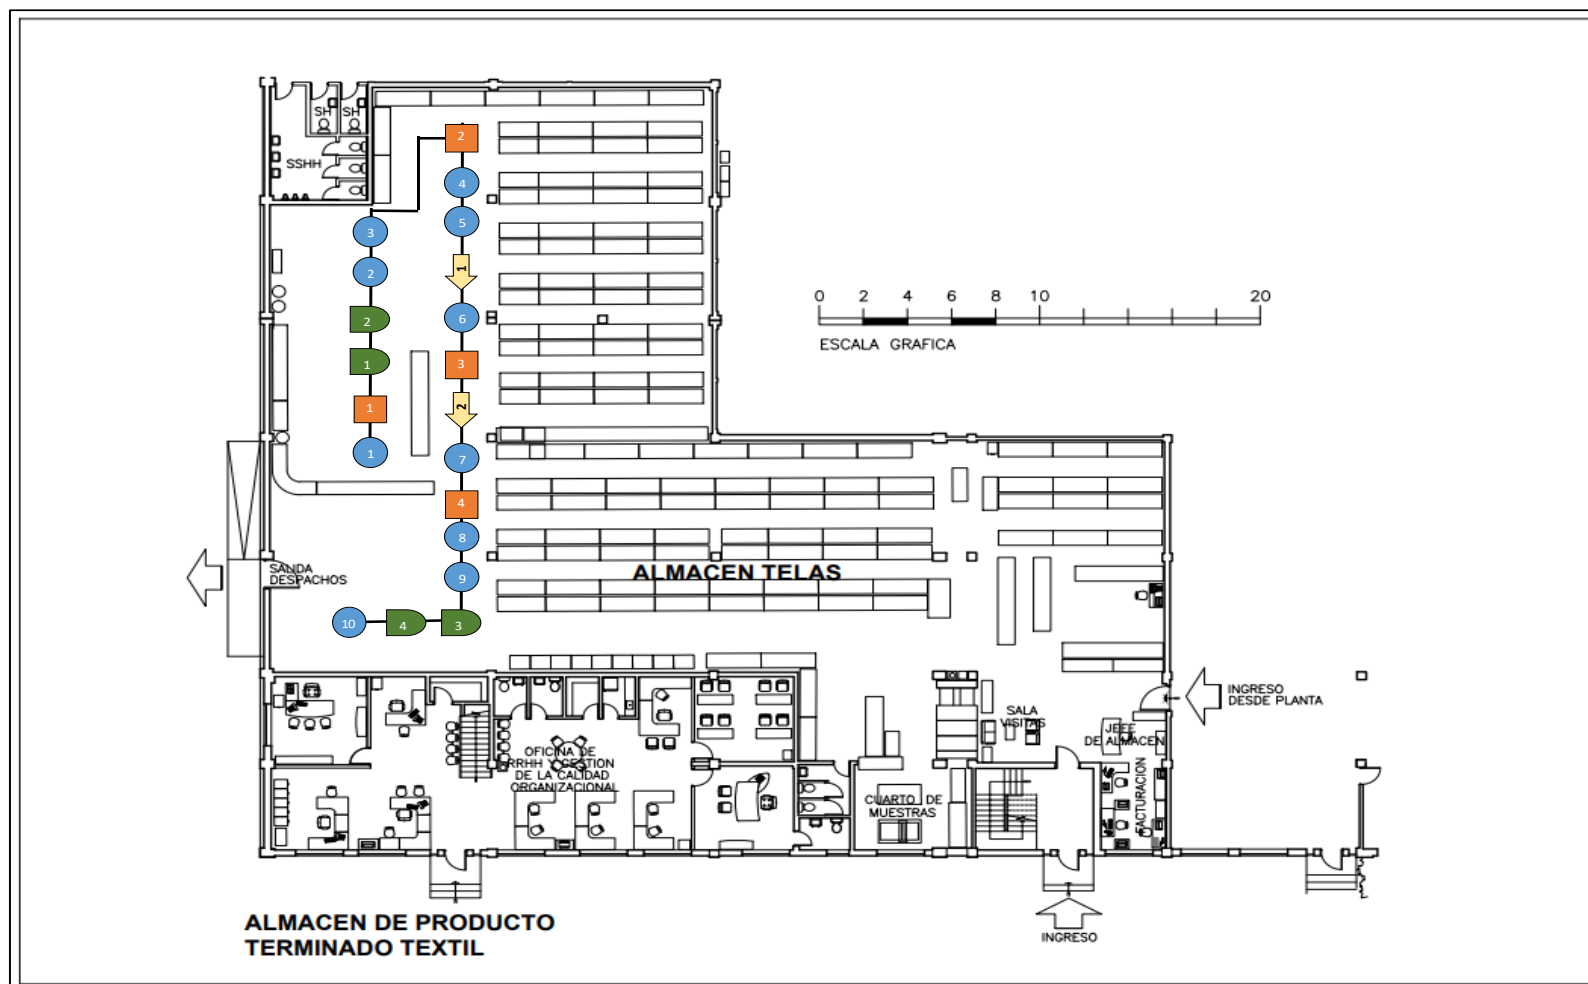 SH
SH
SSHH
2
4
5
3
1
2
2
6
1
3
1
2
1
7
4
8
9
10
4
3
0 2 4 6 8 10 20
ESCALA GRAFICA
SALIDA
DESPACHOS
ALMACEN TELAS
INGRESO
DESDE PLANTA
SALA
VISITAS
JEFE
DE ALMACEN
OFICINA DE
RRHH Y GESTION
DE LA CALIDAD
ORGANIZACIONAL
CUARTO DE
MUESTRAS
FACTURACION
INGRESO
ALMACEN DE PRODUCTO
TERMINADO TEXTIL